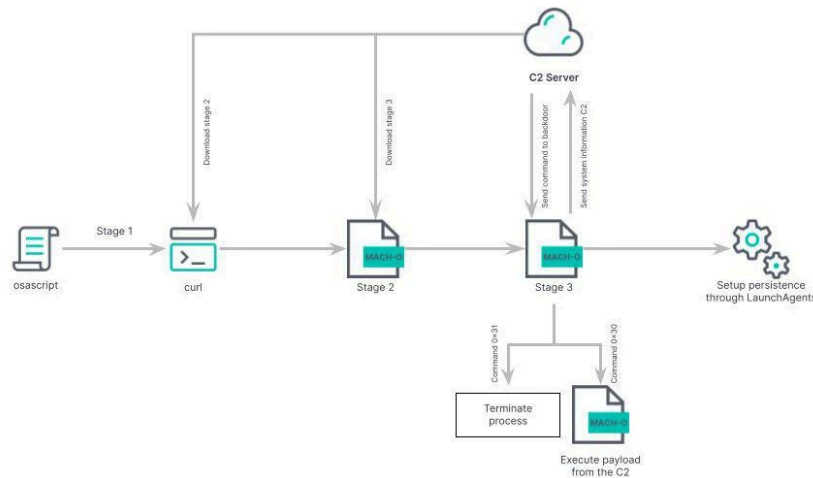 C2 Server
Download stage 2
Download stage 3
Send command to backdoor
Send system information C2
Stage 1
osascript
curl
MACH-O
Stage 2
MACH-O
Stage 3
Setup persistence
through LaunchAgents
Command 0×31
Command 0×30
Terminate
process
MACH-O
Execute payload
from the C2